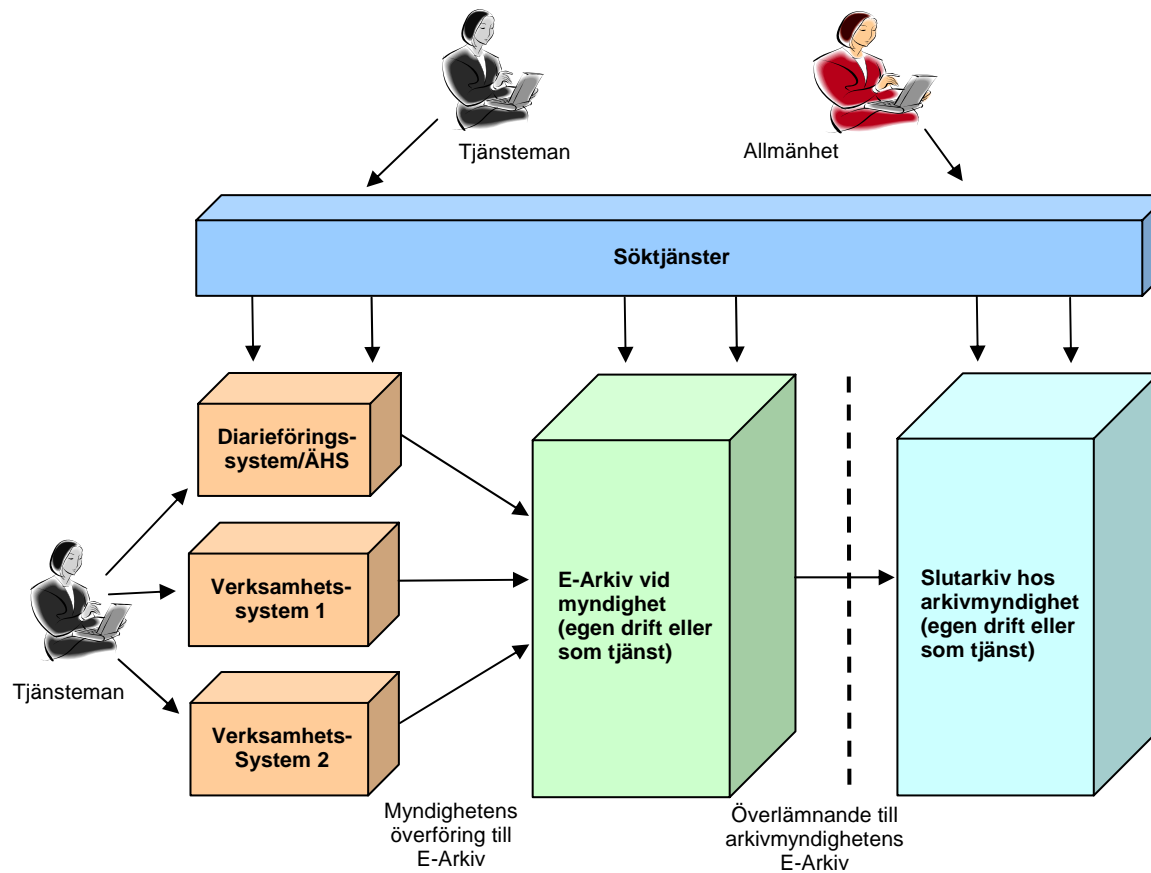 Tjänsteman
Allmänhet
Söktjänster
Diarieförings-
system/ÄHS
Verksamhets-
system 1
Verksamhets-
System 2
Tjänsteman
E-Arkiv vid
myndighet
(egen drift eller
som tjänst)
Slutarkiv hos
arkivmyndighet
(egen drift eller
som tjänst)
Myndighetens
överföring till
E-Arkiv
Överlämnande till
arkivmyndighetens
E-Arkiv